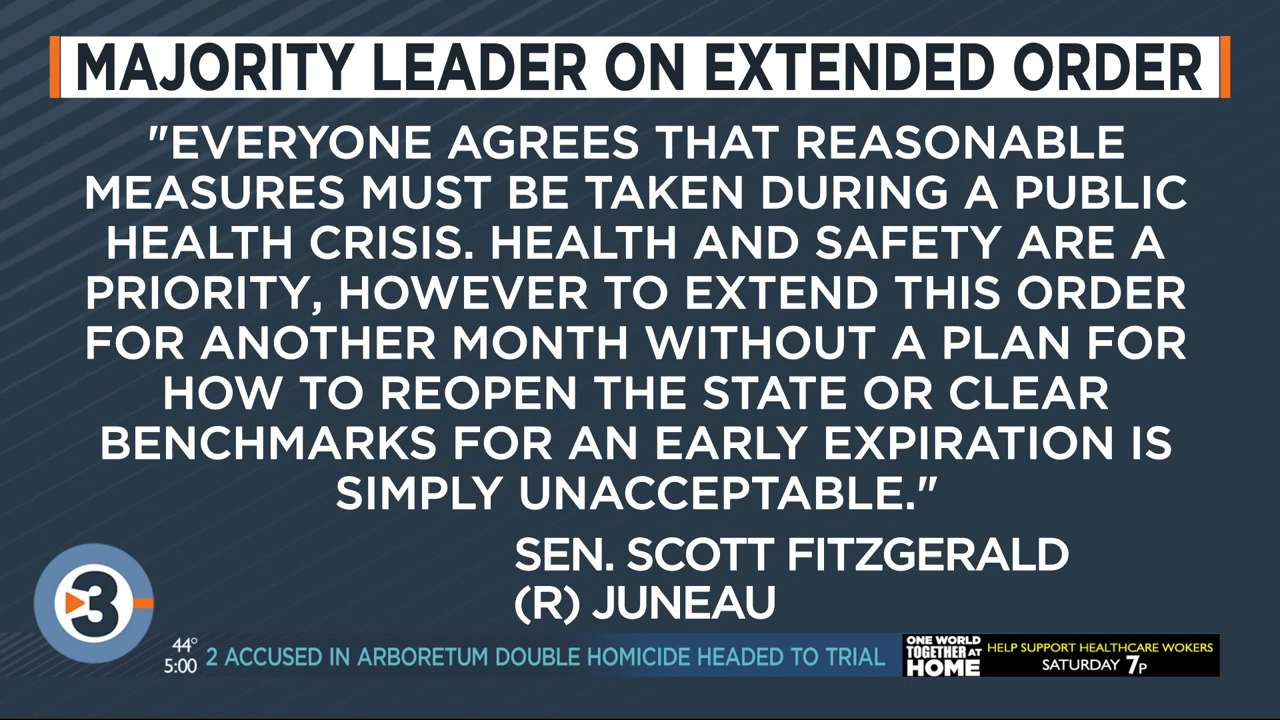 MAJORITY LEADER ON EXTENDED ORDER
"EVERYONE AGREES THAT REASONABLE
MEASURES MUST BE TAKEN DURING A PUBLIC
HEALTH CRISIS. HEALTH AND SAFETY ARE A
PRIORITY, HOWEVER TO EXTEND THIS ORDER
FOR ANOTHER MONTH WITHOUT A PLAN FOR
HOW TO REOPEN THE STATE OR CLEAR
BENCHMARKS FOR AN EARLY EXPIRATION IS
SIMPLY UNACCEPTABLE."
SEN. SCOTT FITZGERALD
(R) JUNEAU
3
44°
5:00
2 ACCUSED IN ARBORETUM DOUBLE HOMICIDE HEADED TO TRIAL
ONE WORLD
TOGETHER AT
HOME
HELP SUPPORT HEALTHCARE WOKERS
SATURDAY 7P